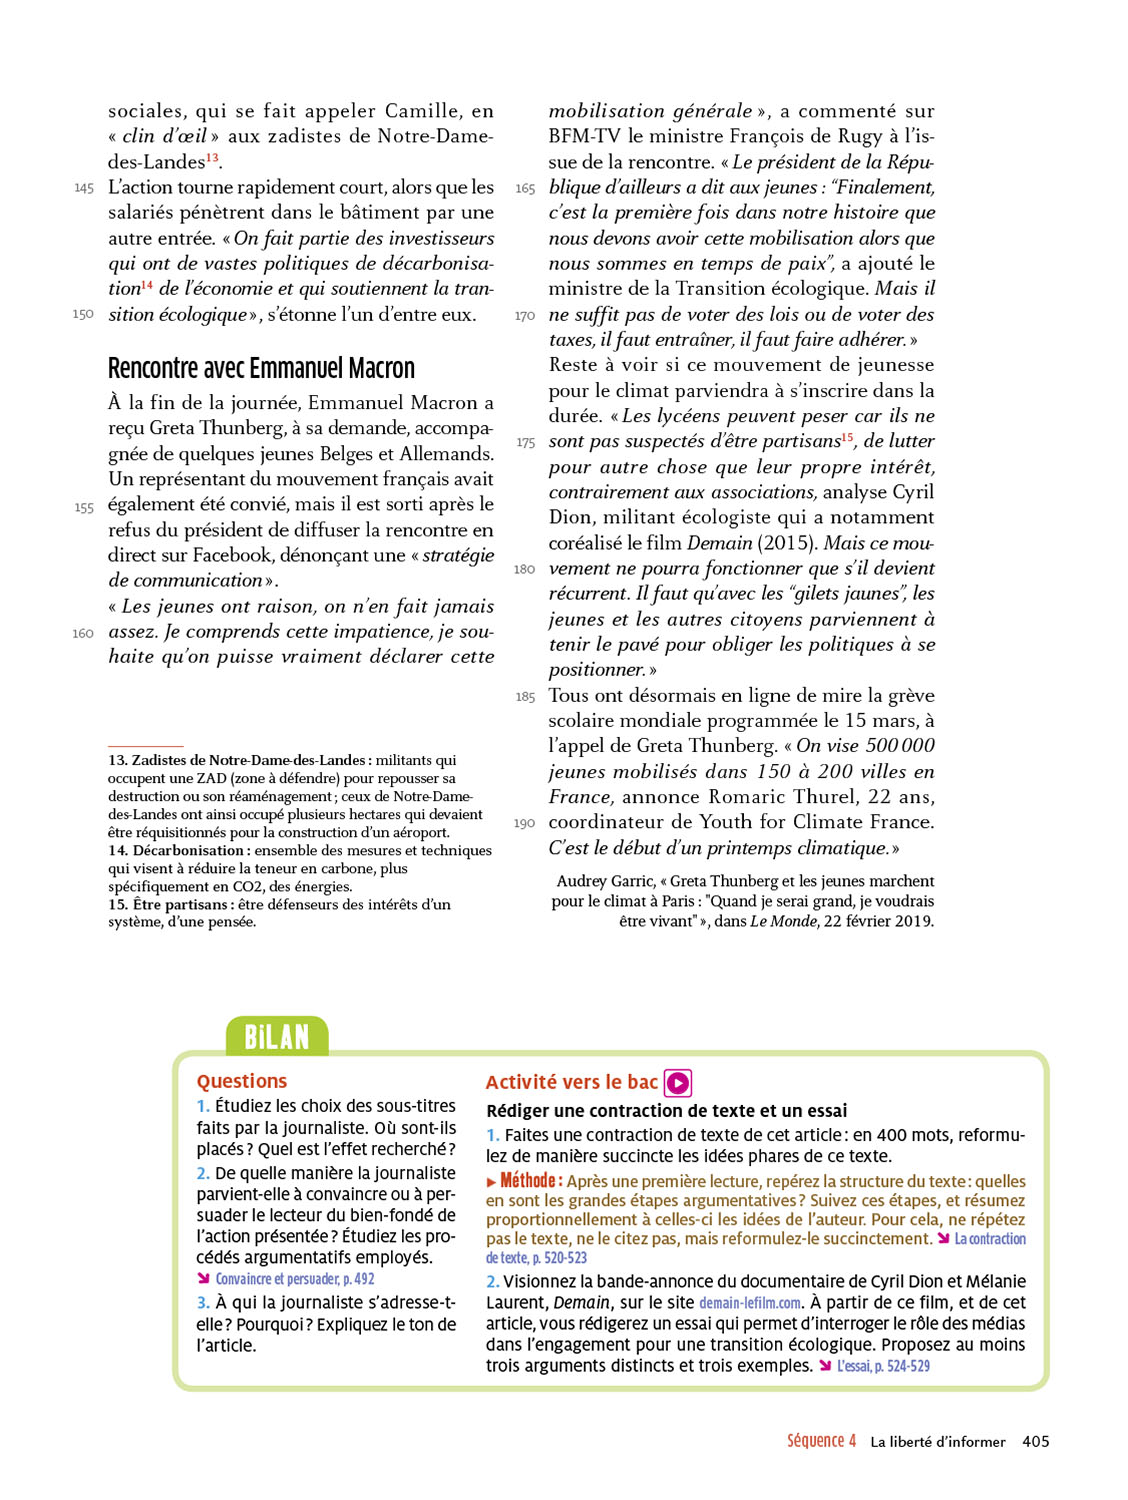 sociales, qui se fait appeler Camille, en
« clin d’œil » aux zadistes de Notre-Dame-
des-Landes13.
145 L’action tourne rapidement court, alors que les
salariés pénètrent dans le bâtiment par une
autre entrée. « On fait partie des investisseurs
qui ont de vastes politiques de décarbonisa-
tion14 de l’économie et qui soutiennent la tran-
150 sition écologique », s’étonne l’un d’entre eux.
Rencontre avec Emmanuel Macron
À la fin de la journée, Emmanuel Macron a
reçu Greta Thunberg, à sa demande, accompa-
gnée de quelques jeunes Belges et Allemands.
Un représentant du mouvement français avait
155 également été convié, mais il est sorti après le
refus du président de diffuser la rencontre en
direct sur Facebook, dénonçant une « stratégie
de communication ».
« Les jeunes ont raison, on n’en fait jamais
160 assez. Je comprends cette impatience, je sou-
haite qu’on puisse vraiment déclarer cette
mobilisation générale », a commenté sur
BFM-TV le ministre François de Rugy à l’is-
sue de la rencontre. « Le président de la Répu-
165 blique d’ailleurs a dit aux jeunes : “Finalement,
c’est la première fois dans notre histoire que
nous devons avoir cette mobilisation alors que
nous sommes en temps de paix”, a ajouté le
ministre de la Transition écologique. Mais il
170 ne suffit pas de voter des lois ou de voter des
taxes, il faut entraîner, il faut faire adhérer. »
Reste à voir si ce mouvement de jeunesse
pour le climat parviendra à s’inscrire dans la
durée. « Les lycéens peuvent peser car ils ne
175 sont pas suspectés d’être partisans15, de lutter
pour autre chose que leur propre intérêt,
contrairement aux associations, analyse Cyril
Dion, militant écologiste qui a notamment
coréalisé le film Demain (2015). Mais ce mou-
180 vement ne pourra fonctionner que s’il devient
récurrent. Il faut qu’avec les “gilets jaunes”, les
jeunes et les autres citoyens parviennent à
tenir le pavé pour obliger les politiques à se
positionner. »
185 Tous ont désormais en ligne de mire la grève
scolaire mondiale programmée le 15 mars, à
l’appel de Greta Thunberg. « On vise 500 000
jeunes mobilisés dans 150 à 200 villes en
France, annonce Romaric Thurel, 22 ans,
190 coordinateur de Youth for Climate France.
C’est le début d’un printemps climatique. »
Audrey Garric, « Greta Thunberg et les jeunes marchent
pour le climat à Paris : "Quand je serai grand, je voudrais
être vivant" », dans Le Monde, 22 février 2019.
13. Zadistes de Notre-Dame-des-Landes : militants qui
occupent une ZAD (zone à défendre) pour repousser sa
destruction ou son réaménagement ; ceux de Notre-Dame-
des-Landes ont ainsi occupé plusieurs hectares qui devaient
être réquisitionnés pour la construction d’un aéroport.
14. Décarbonisation : ensemble des mesures et techniques
qui visent à réduire la teneur en carbone, plus
spécifiquement en CO2, des énergies.
15. Être partisans : être défenseurs des intérêts d’un
système, d’une pensée.
BiLAN
Questions
1. Étudiez les choix des sous-titres
faits par la journaliste. Où sont-ils
placés ? Quel est l’effet recherché ?
2. De quelle manière la journaliste
parvient-elle à convaincre ou à per-
suader le lecteur du bien-fondé de
l’action présentée ? Étudiez les pro-
cédés argumentatifs employés.
Convaincre et persuader, p. 492
3. À qui la journaliste s’adresse-t-
elle ? Pourquoi ? Expliquez le ton de
l’article.
Activité vers le bac
Rédiger une contraction de texte et un essai
1. Faites une contraction de texte de cet article : en 400 mots, reformu-
lez de manière succincte les idées phares de ce texte.
Méthode : Après une première lecture, repérez la structure du texte : quelles
en sont les grandes étapes argumentatives ? Suivez ces étapes, et résumez
proportionnellement à celles-ci les idées de l’auteur. Pour cela, ne répétez
pas le texte, ne le citez pas, mais reformulez-le succinctement. La contraction
de texte, p. 520-523
2. Visionnez la bande-annonce du documentaire de Cyril Dion et Mélanie
Laurent, Demain, sur le site demain-lefilm.com. À partir de ce film, et de cet
article, vous rédigerez un essai qui permet d’interroger le rôle des médias
dans l’engagement pour une transition écologique. Proposez au moins
trois arguments distincts et trois exemples. L’essai, p. 524-529
Séquence 4 La liberté d’informer 405